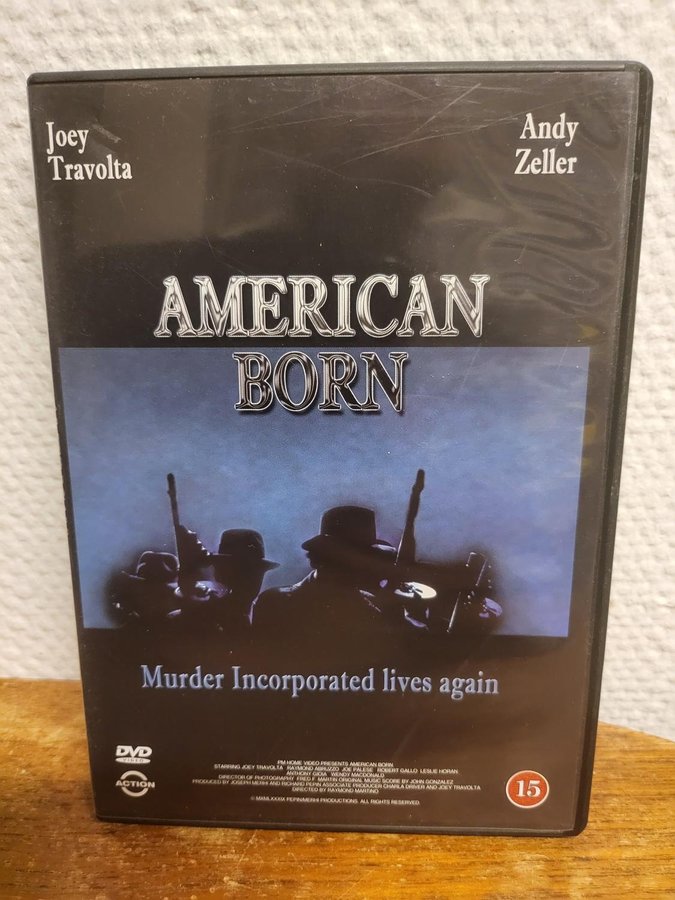 Joey
Travolta
Andy
Zeller
AMERICAN
BORN
Murder Incorporated lives again
DVD
VIDEO
ACTION
PM HOME VIDEO PRESENTS AMERICAN BORN
STARRING JOEY TRAVOLTA RAYMOND ABRUZZO JOE PALESE ROBERT GALLO LESLIE HORAN
ANTHONY GIOIA WENDY MACDONALD
DIRECTOR OF PHOTOGRAPHY FRED F. MARTIN ORIGINAL MUSIC SCORE BY JOHN GONZALEZ
PRODUCED BY JOSEPH MERHI AND RICHARD PEPIN ASSOCIATE PRODUCER CHARLA DRIVER AND JOEY TRAVOLTA
DIRECTED BY RAYMOND MARTINO
PEPIN/MERHI PRODUCTIONS. ALL RIGHTS RESERVED.
15